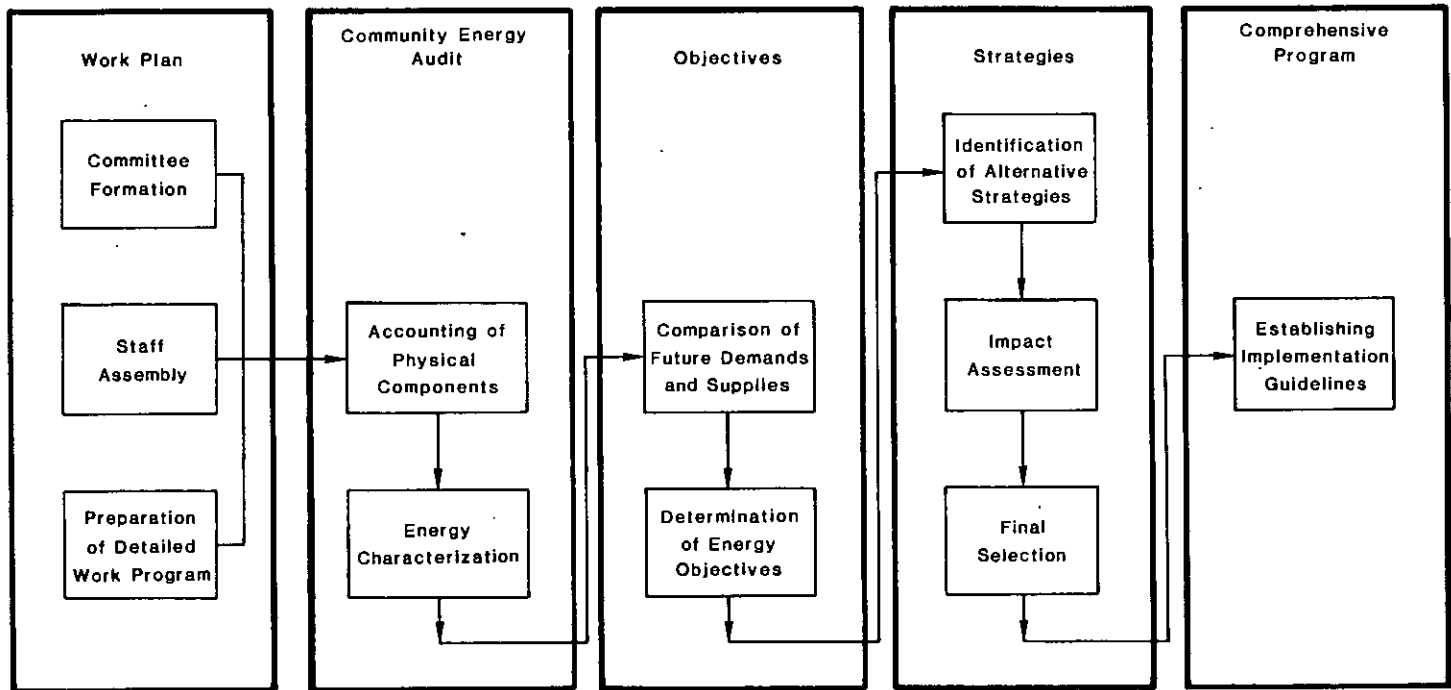 Work Plan
Committee
Formation
Staff
Assembly
Preparation
of Detailed
Work Program
Community Energy
Audit
Accounting of
Physical
Components
Energy
Characterization
Objectives
Comparison of
Future Demands
and Supplies
Determination
of Energy
Objectives
Strategies
Identification
of Alternative
Strategies
Impact
Assessment
Final
Selection
Comprehensive
Program
Establishing
Implementation
Guidelines